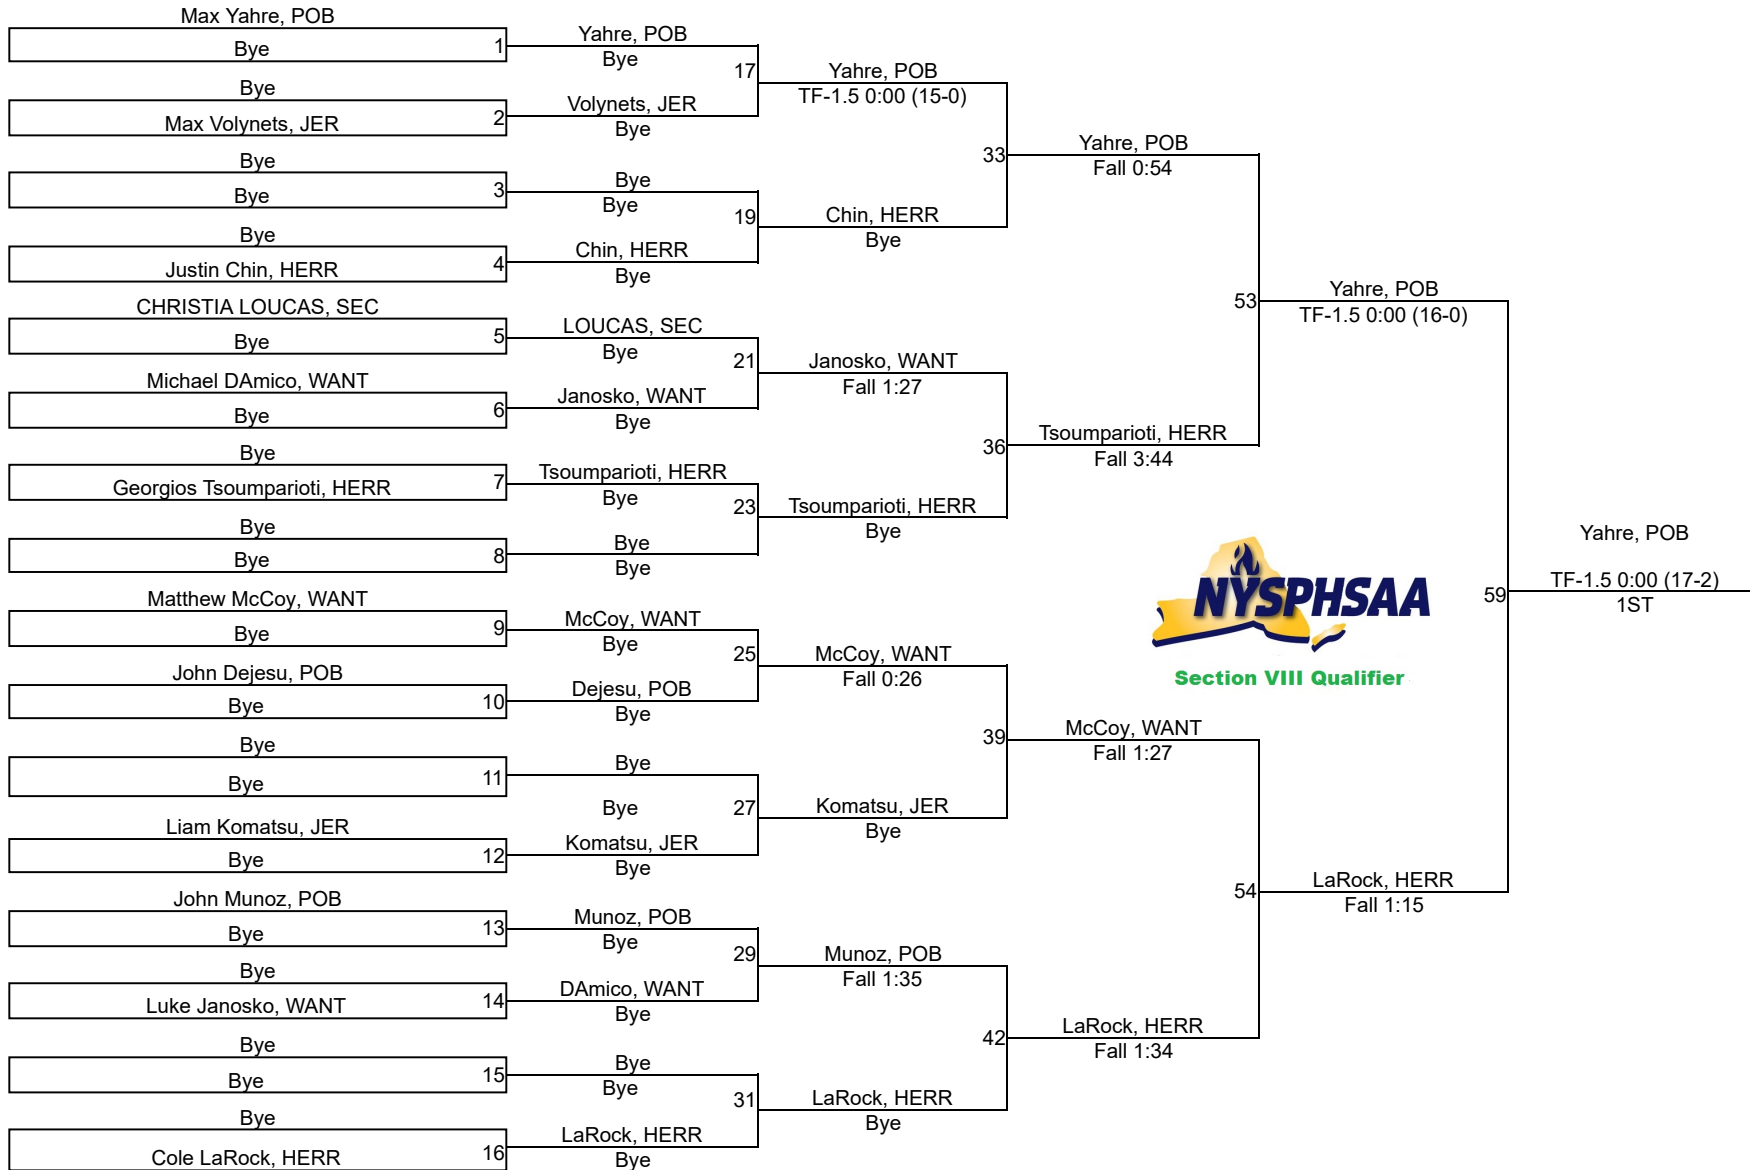 Max Yahre, POB
Bye
1
Bye
Max Volynets, JER
2
Bye
Bye
3
Bye
Justin Chin, HERR
4
CHRISTIA LOUCAS, SEC
Bye
5
Michael DAmico, WANT
Bye
6
Bye
Georgios Tsoumparioti, HERR
7
Bye
Bye
8
Matthew McCoy, WANT
Bye
9
John Dejesu, POB
Bye
10
Bye
Bye
11
Liam Komatsu, JER
Bye
12
John Munoz, POB
Bye
13
Bye
Luke Janosko, WANT
14
Bye
Bye
15
Bye
Cole LaRock, HERR
16
Yahre, POB
Bye
17
Volynets, JER
Bye
Bye
Bye
19
Chin, HERR
Bye
LOUCAS, SEC
Bye
21
Janosko, WANT
Bye
Tsoumparioti, HERR
Bye
23
Bye
Bye
McCoy, WANT
Bye
25
Dejesu, POB
Bye
Bye
Bye
27
Komatsu, JER
Bye
Munoz, POB
Bye
29
DAmico, WANT
Bye
Bye
Bye
31
LaRock, HERR
Bye
Yahre, POB
TF-1.5 0:00 (15-0)
33
Chin, HERR
Bye
Janosko, WANT
Fall 1:27
36
Tsoumparioti, HERR
Bye
McCoy, WANT
Fall 0:26
39
Komatsu, JER
Bye
Munoz, POB
Fall 1:35
42
LaRock, HERR
Bye
Yahre, POB
Fall 0:54
53
Tsoumparioti, HERR
Fall 3:44
McCoy, WANT
Fall 1:27
54
LaRock, HERR
Fall 1:34
Yahre, POB
TF-1.5 0:00 (16-0)
59
LaRock, HERR
Fall 1:15
NYSPHSAA
Section VIII Qualifier
Yahre, POB
TF-1.5 0:00 (17-2)
1ST